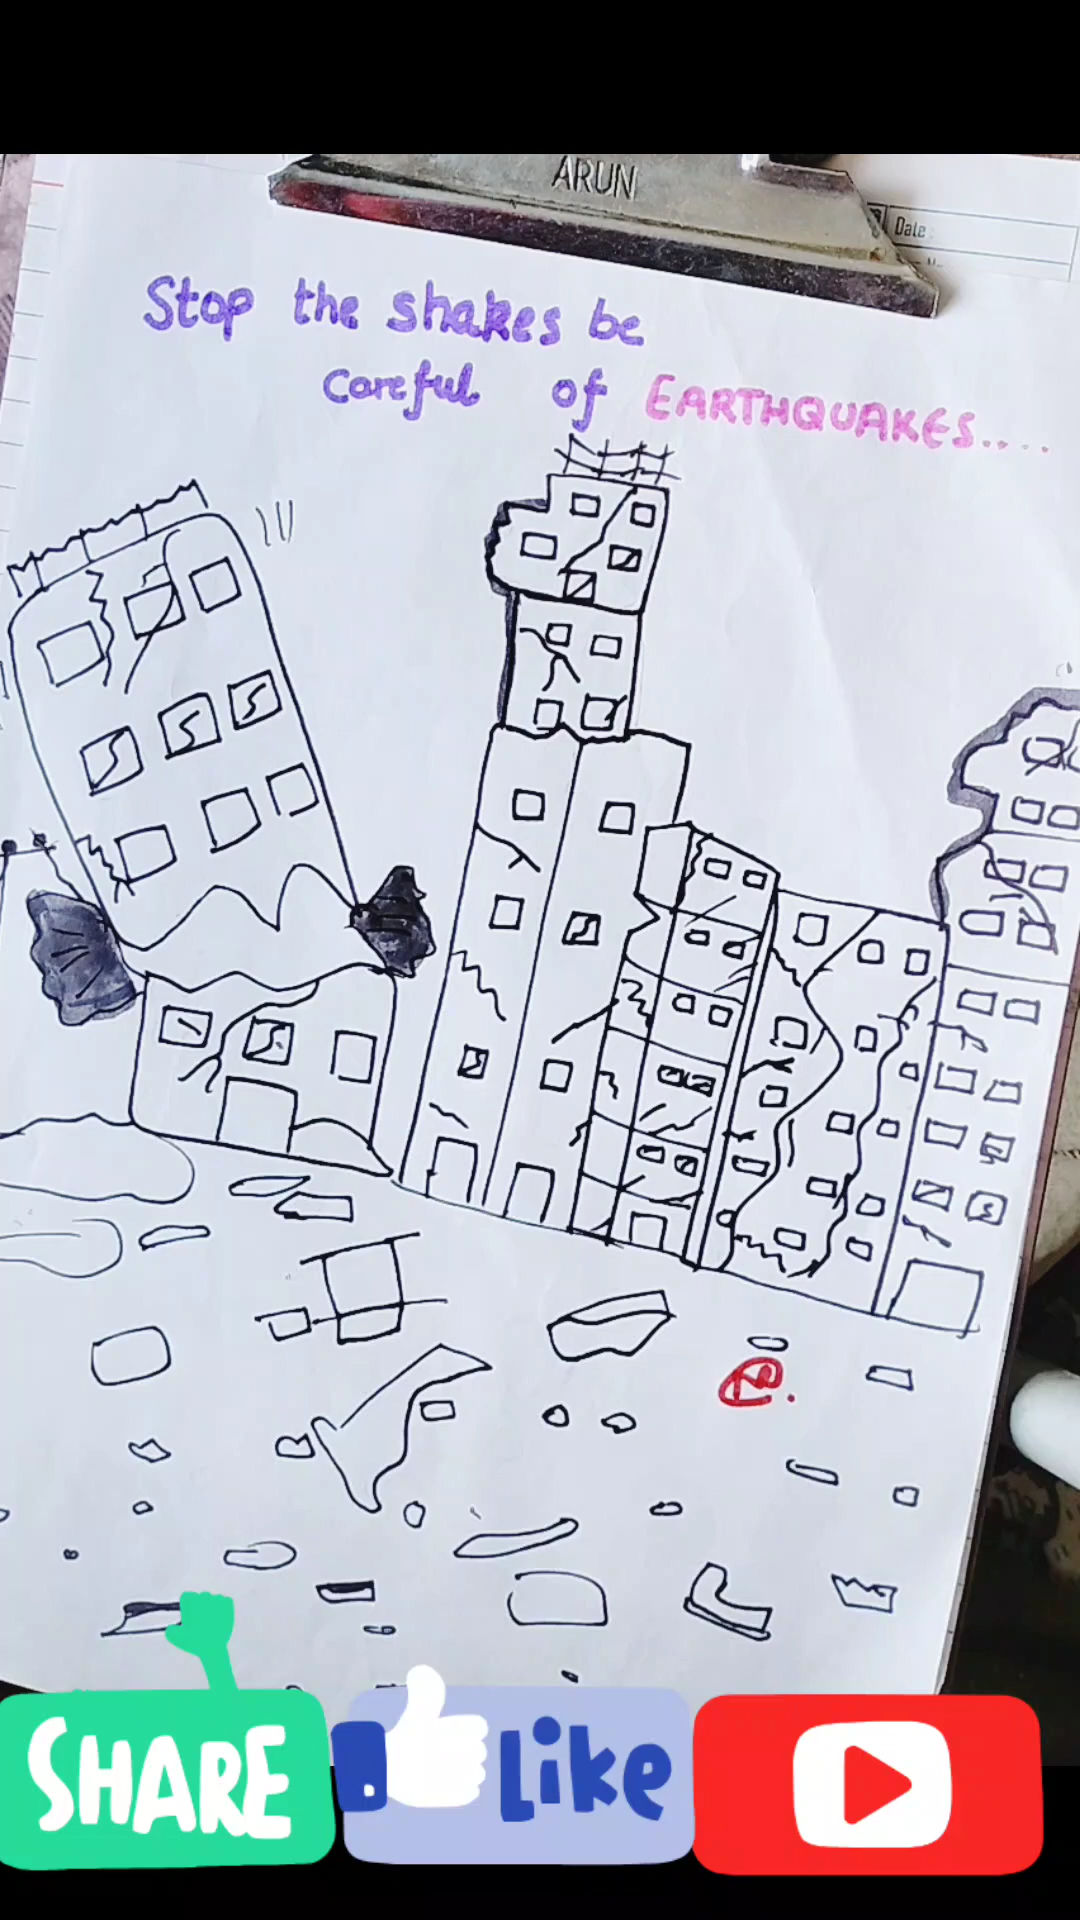 ARUN
Date
Stop the shakes be
careful of EARTHQUAKES....
SHARE
Like